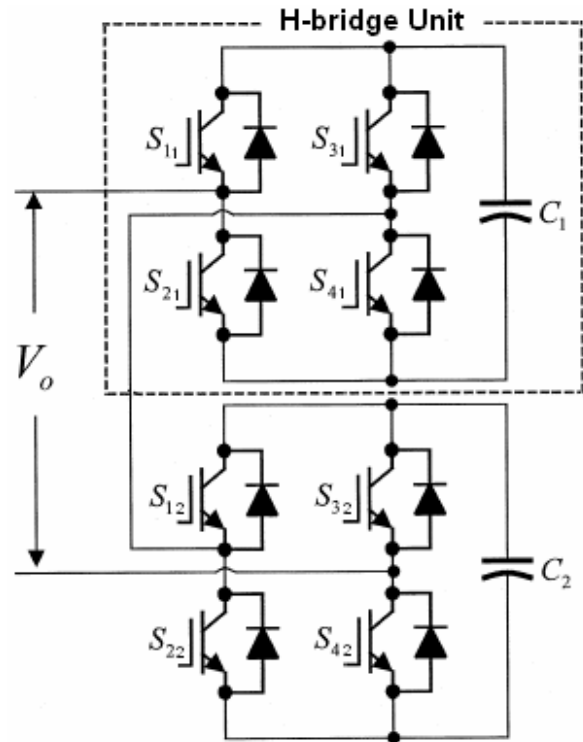 H-bridge Unit
S₁₁
S₃₁
C₁
S₂₁
S₄₁
Vₒ
S₁₂
S₃₂
C₂
S₂₂
S₄₂